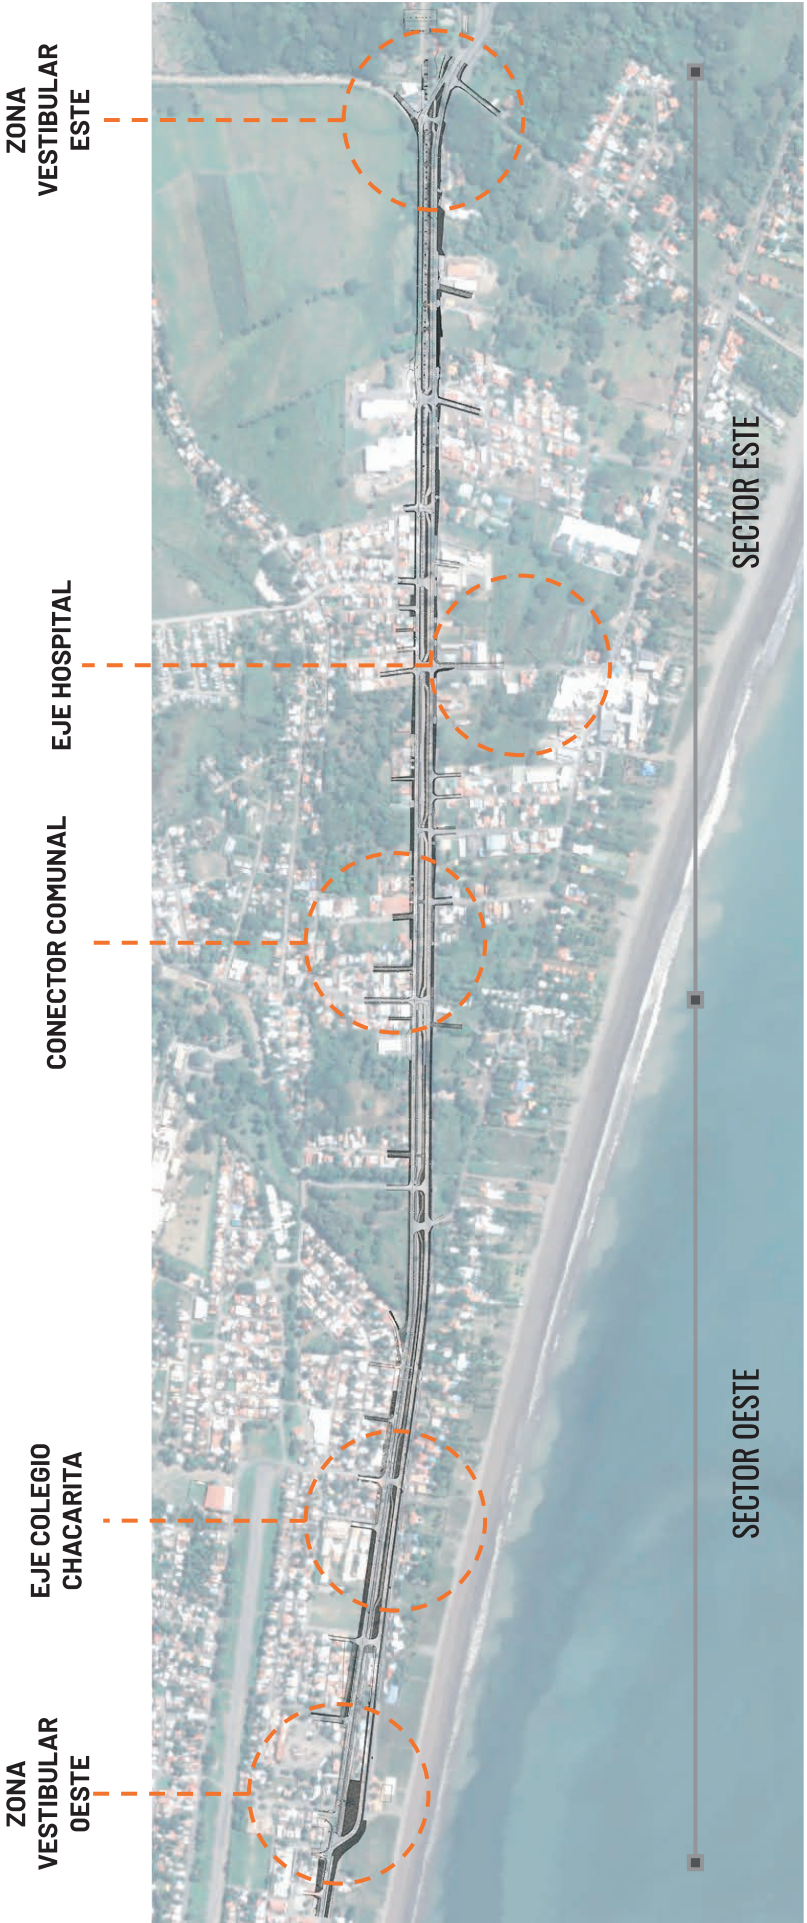 ZONA
VESTIBULAR
ESTE
EJE HOSPITAL
CONECTOR COMUNAL
EJE COLEGIO
CHACARITA
ZONA
VESTIBULAR
OESTE
SECTOR ESTE
SECTOR OESTE